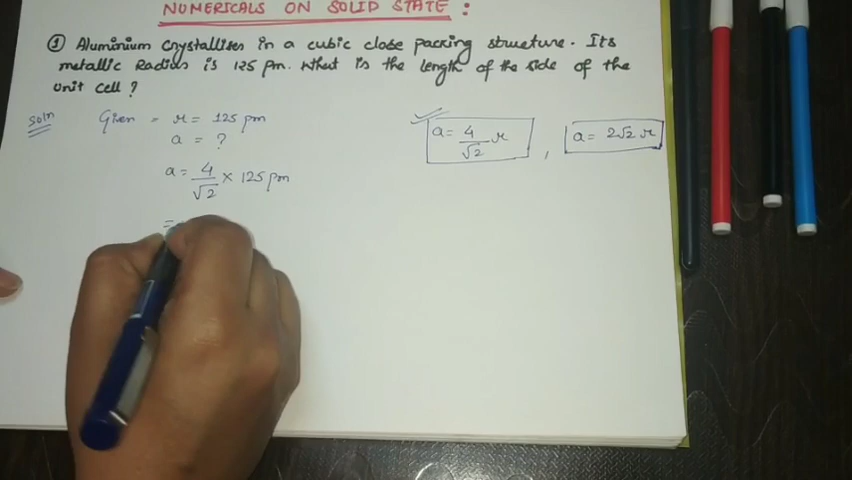 NUMERICALS ON SOLID STATE :
① Aluminium crystallises in a cubic close packing structure. Its
metallic Radius is 125 pm. What is the length of the side of the
Unit cell ?
Soln
Given = r = 125 pm
a = ?
a = 4/√2 r , a = 2√2 r
a = 4/√2 × 125 pm
=